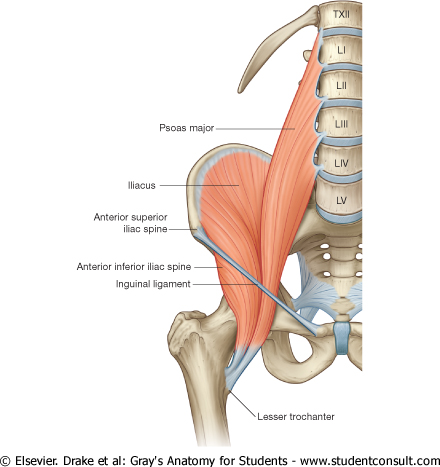 TXII
LI
LII
LIII
LIV
LV
Psoas major
Iliacus
Anterior superior
iliac spine
Anterior inferior iliac spine
Inguinal ligament
Lesser trochanter
© Elsevier. Drake et al: Gray's Anatomy for Students - www.studentconsult.com